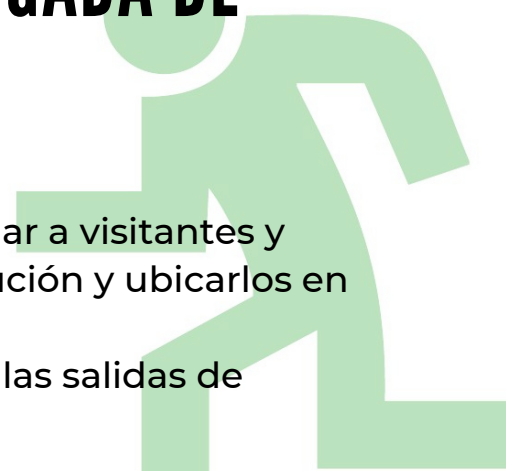 GADA DE
ar a visitantes y
ución y ubicarlos en
las salidas de